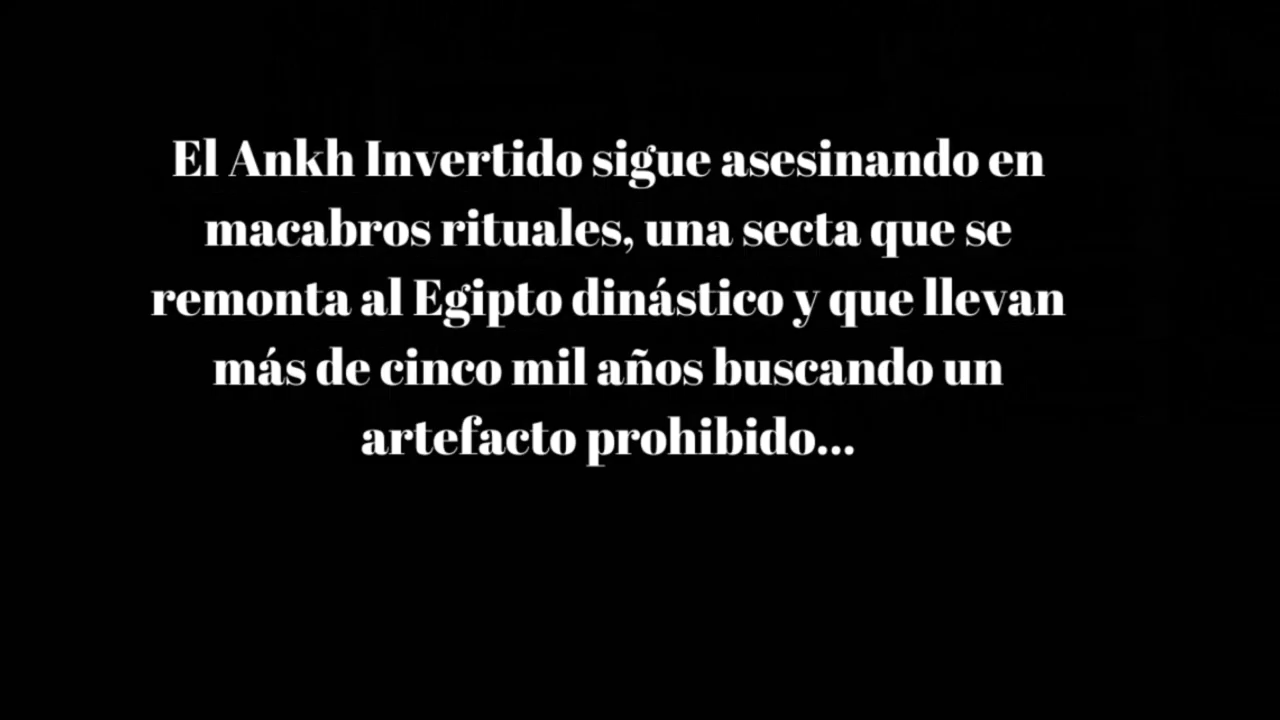 El Ankh Invertido sigue asesinando en
macabros rituales, una secta que se
remonta al Egipto dinástico y que llevan
más de cinco mil años buscando un
artefacto prohibido...